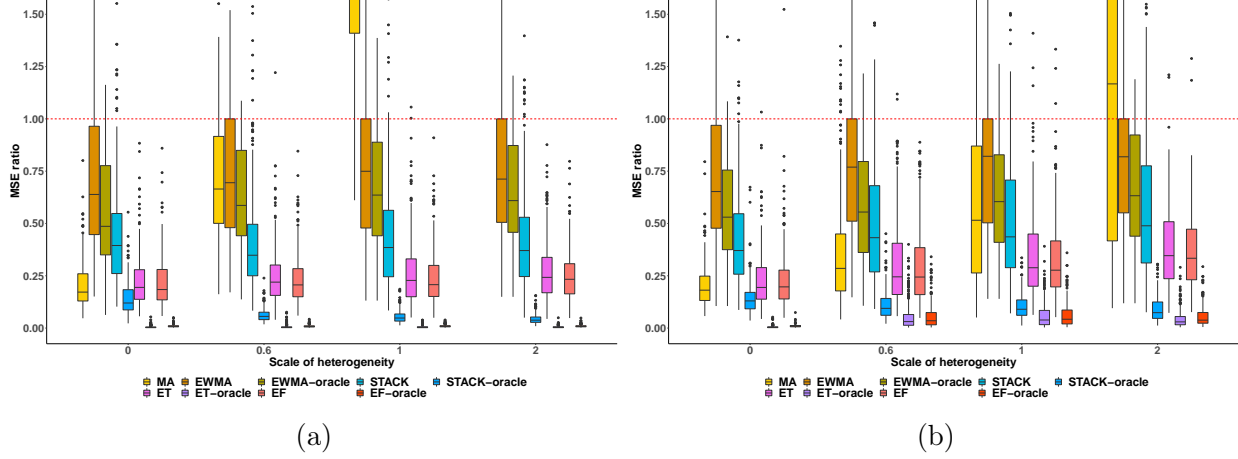 1.50
1.25
1.00
0.75
0.50
0.25
0.00
MSE ratio
0 0.6 1 2
Scale of heterogeneity
MA EWMA EWMA−oracle STACK STACK−oracle
ET ET−oracle EF EF−oracle
(a)
1.50
1.25
1.00
0.75
0.50
0.25
0.00
MSE ratio
0 0.6 1 2
Scale of heterogeneity
MA EWMA EWMA−oracle STACK STACK−oracle
ET ET−oracle EF EF−oracle
(b)